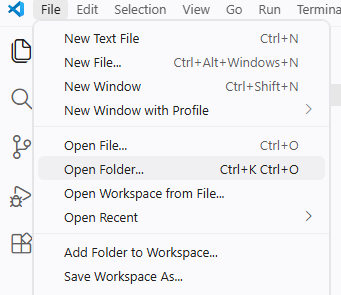 File Edit Selection View Go Run Termina
New Text File Ctrl+N
New File... Ctrl+Alt+Windows+N
New Window Ctrl+Shift+N
New Window with Profile
Open File... Ctrl+O
Open Folder... Ctrl+K Ctrl+O
Open Workspace from File...
Open Recent
Add Folder to Workspace...
Save Workspace As...